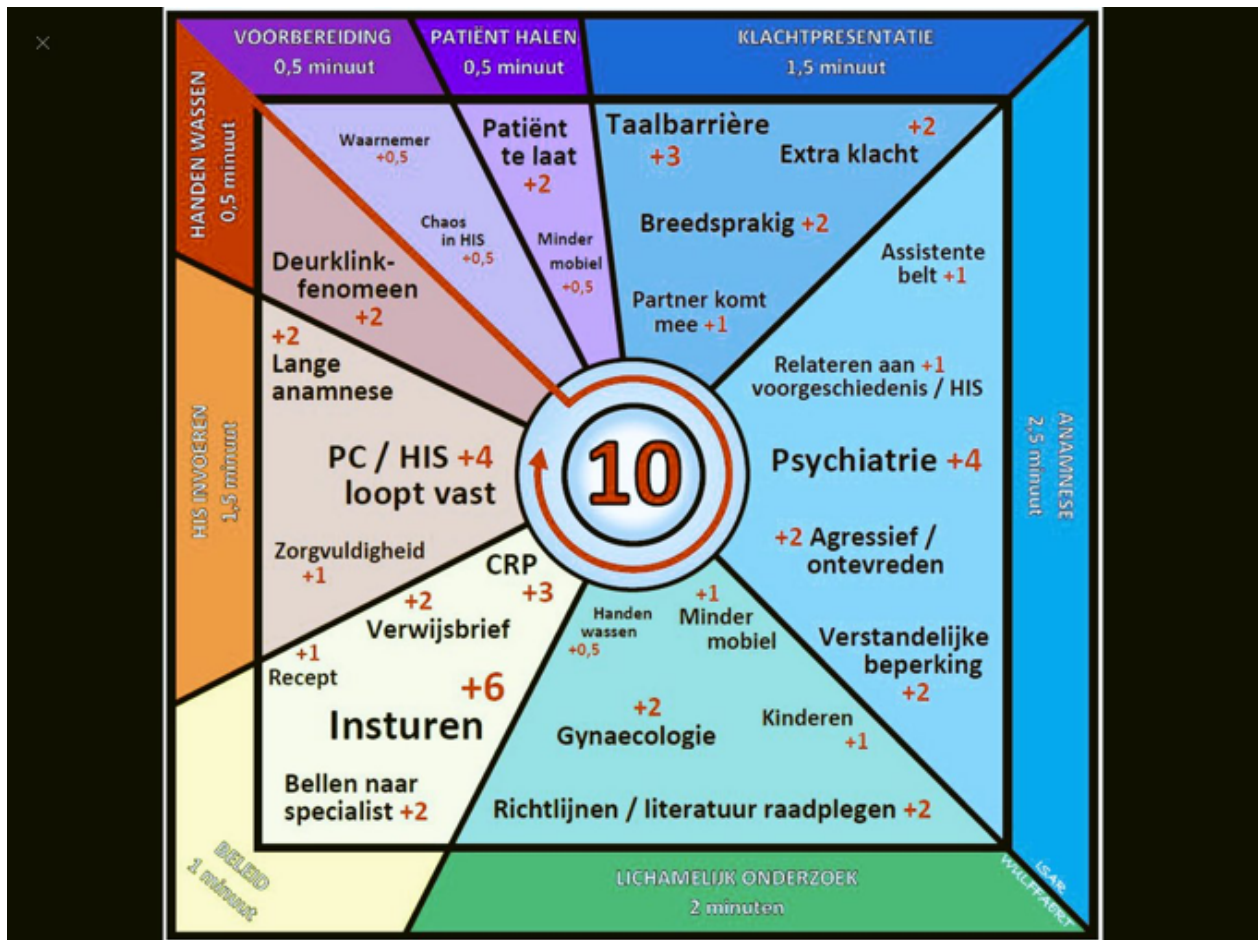 VOORBEREIDING
0,5 minuut
PATIËNT HALEN
0,5 minuut
KLACHTPRESENTATIE
1,5 minuut
ANAMNESE
2,5 minuut
LICHAMELIJK ONDERZOEK
2 minuten
BELEID
1 minuut
HIS INVOEREN
1,5 minuut
HANDEN WASSEN
0,5 minuut
Waarnemer
+0,5
Chaos
in HIS
+0,5
Patiënt
te laat
+2
Minder
mobiel
+0,5
Taalbarrière
+3
+2
Extra klacht
Breedsprakig +2
Partner komt
mee +1
Assistente
belt +1
Relateren aan +1
voorgeschiedenis / HIS
Psychiatrie +4
+2 Agressief /
ontevreden
Verstandelijke
beperking
+2
Handen
wassen
+0,5
+1
Minder
mobiel
+2
Gynaecologie
Kinderen
+1
Richtlijnen / literatuur raadplegen +2
CRP
+3
+2
Verwijsbrief
+1
Recept
+6
Insturen
Bellen naar
specialist +2
+2
Lange
anamnese
PC / HIS +4
loopt vast
Zorgvuldigheid
+1
Deurklink-
fenomeen
+2
10
ISAR
WULFFAERT